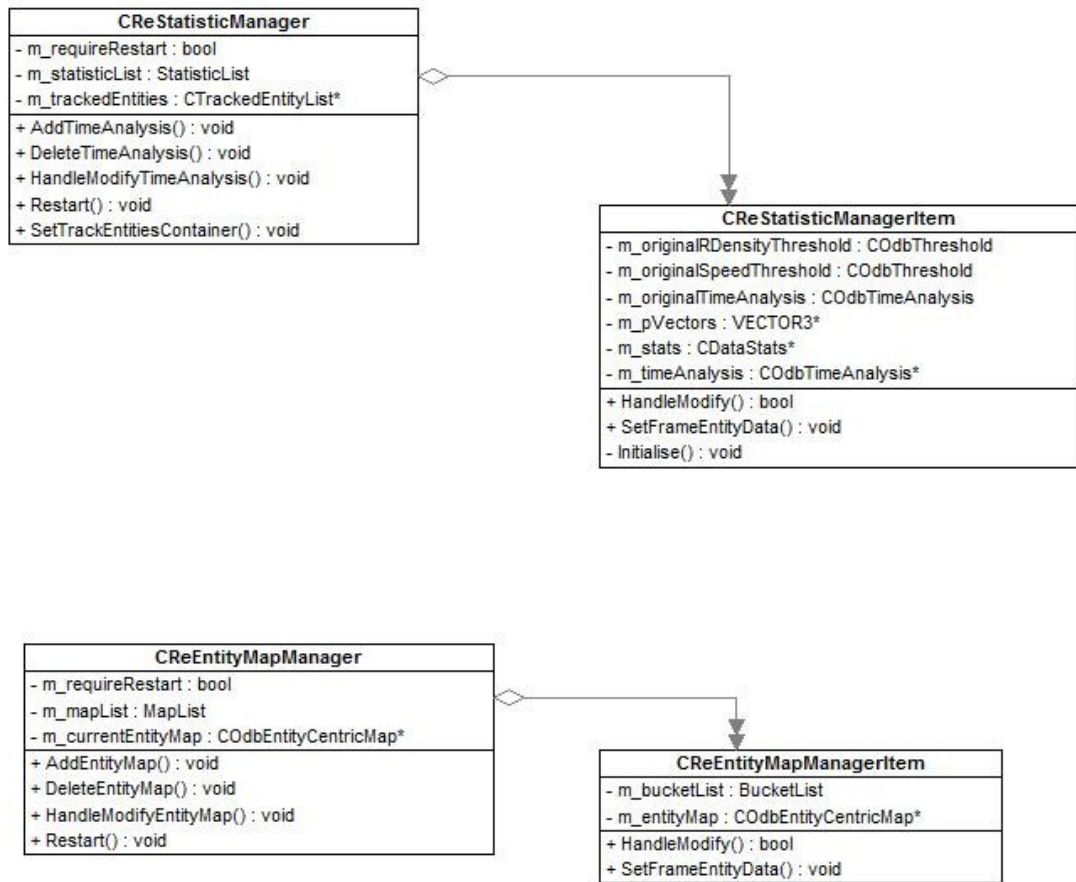 CReStatisticManager
- m_requireRestart : bool
- m_statisticList : StatisticList
- m_trackedEntities : CTrackedEntityList*
+ AddTimeAnalysis() : void
+ DeleteTimeAnalysis() : void
+ HandleModifyTimeAnalysis() : void
+ Restart() : void
+ SetTrackEntitiesContainer() : void
CReStatisticManagerItem
- m_originalRDensityThreshold : COdbThreshold
- m_originalSpeedThreshold : COdbThreshold
- m_originalTimeAnalysis : COdbTimeAnalysis
- m_pVectors : VECTOR3*
- m_stats : CDataStats*
- m_timeAnalysis : COdbTimeAnalysis*
+ HandleModify() : bool
+ SetFrameEntityData() : void
- Initialise() : void
CReEntityMapManager
- m_requireRestart : bool
- m_mapList : MapList
- m_currentEntityMap : COdbEntityCentricMap*
+ AddEntityMap() : void
+ DeleteEntityMap() : void
+ HandleModifyEntityMap() : void
+ Restart() : void
CReEntityMapManagerItem
- m_bucketList : BucketList
- m_entityMap : COdbEntityCentricMap*
+ HandleModify() : bool
+ SetFrameEntityData() : void